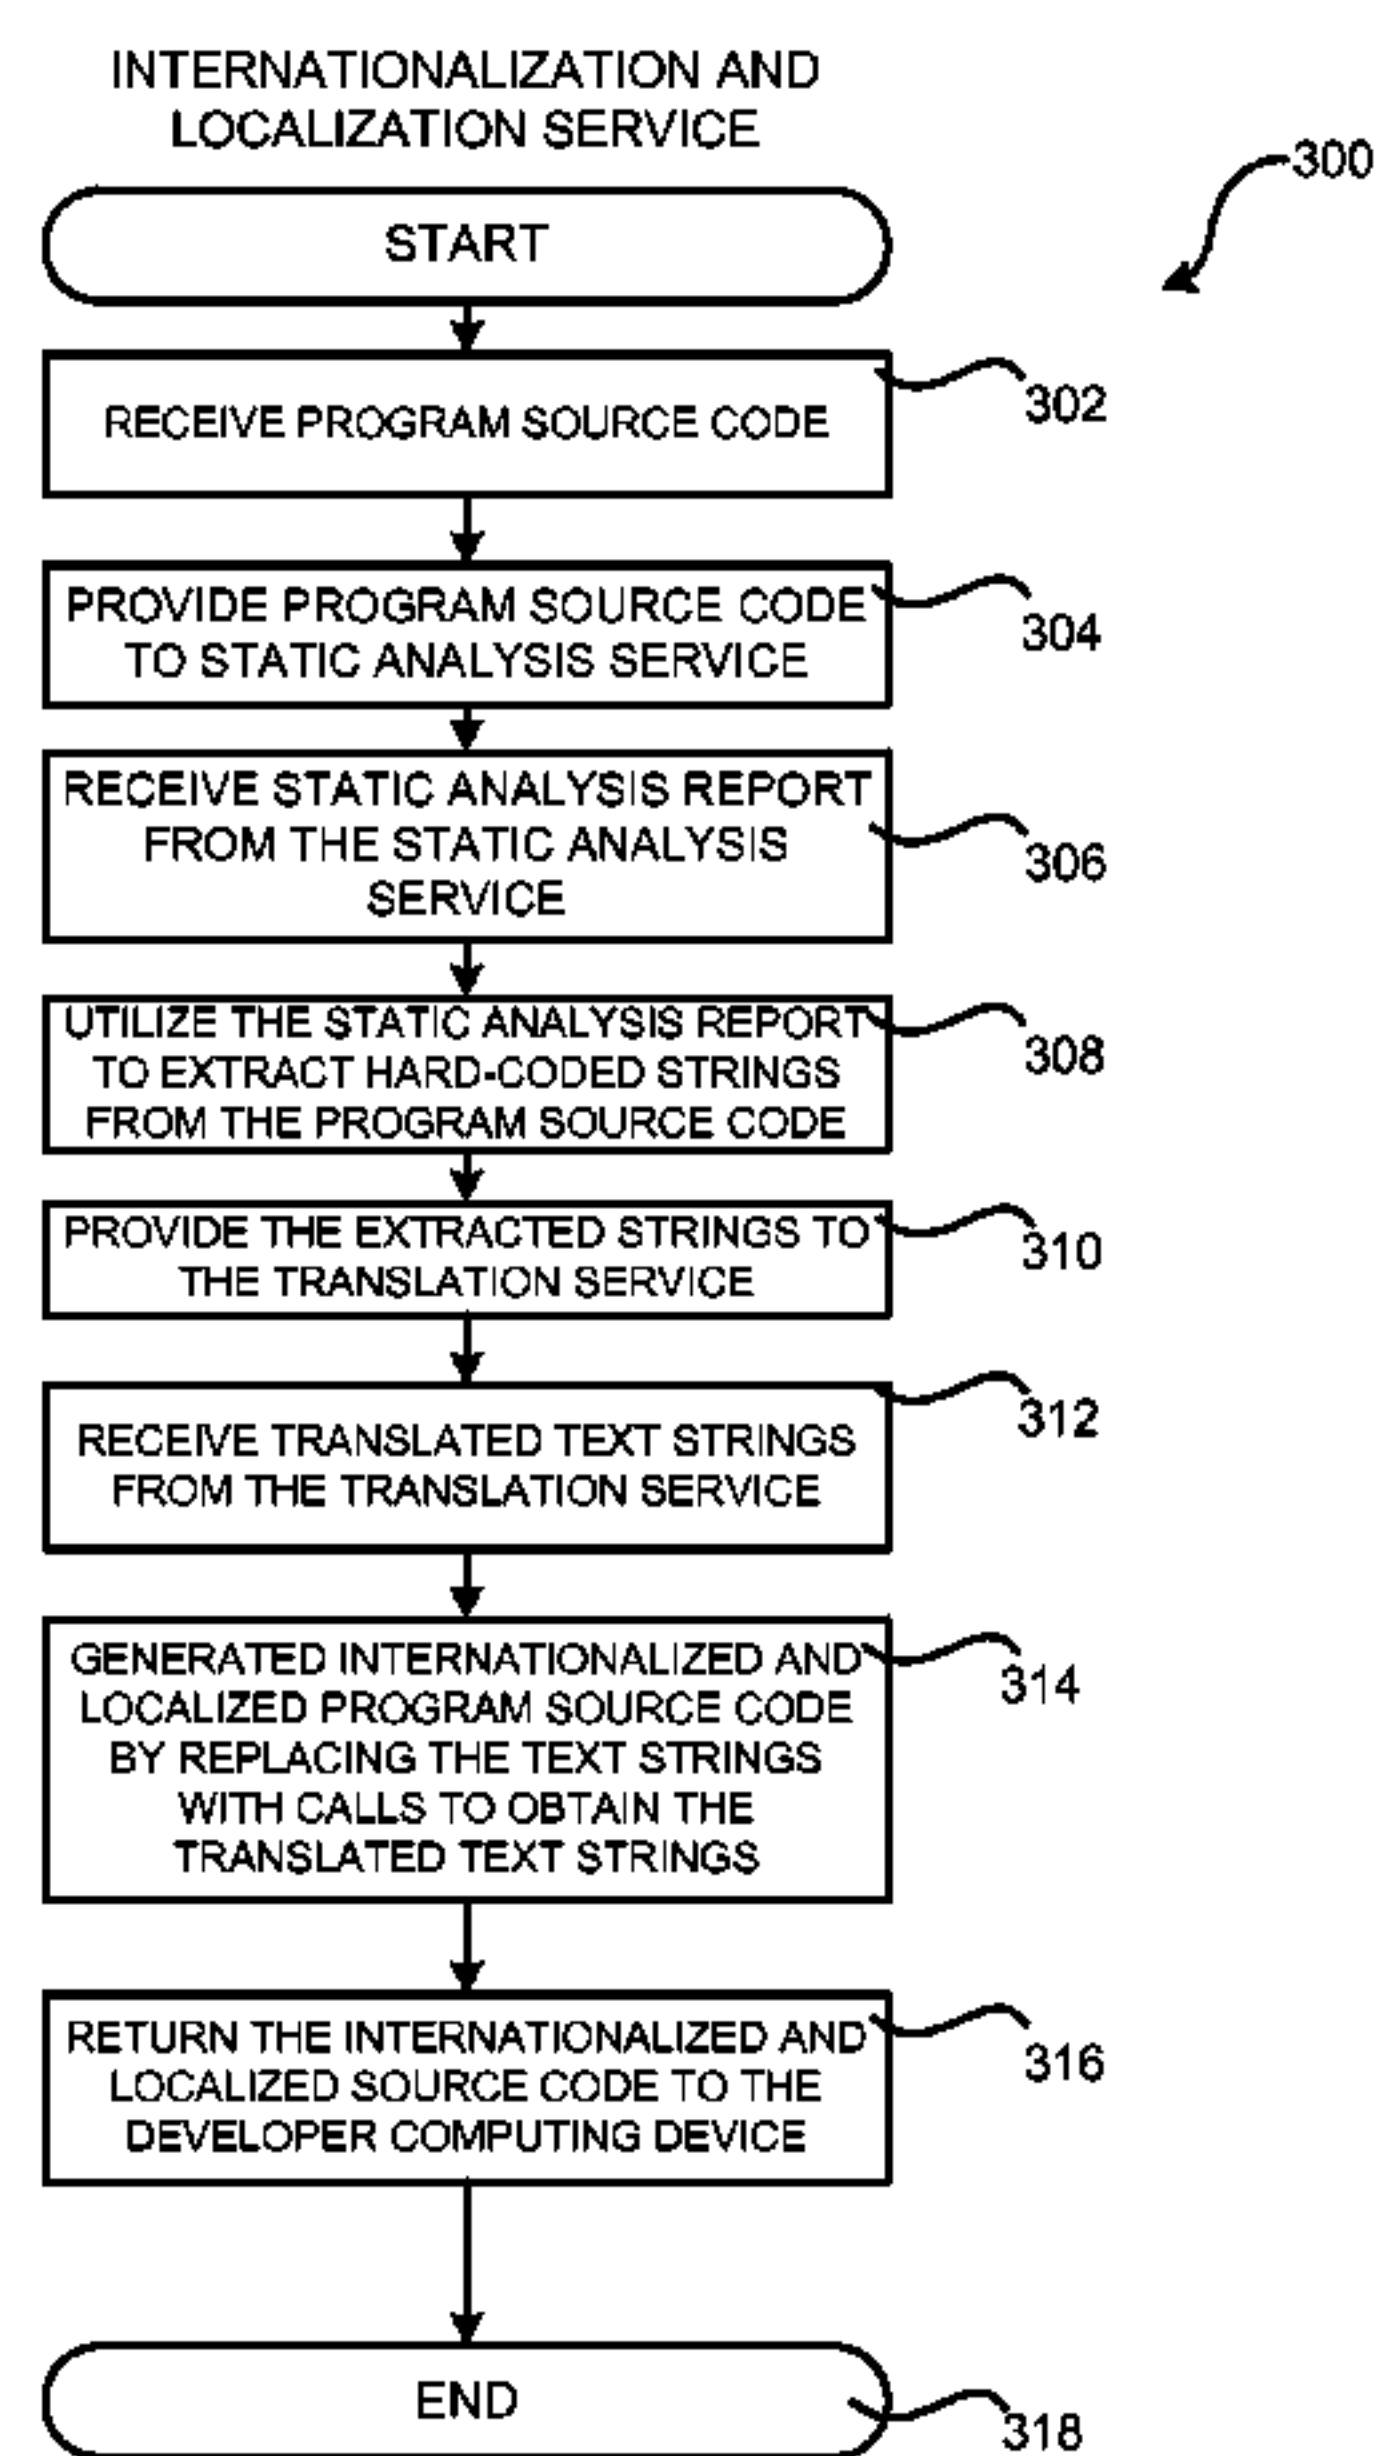 INTERNATIONALIZATION AND
LOCALIZATION SERVICE
300
START
RECEIVE PROGRAM SOURCE CODE
302
PROVIDE PROGRAM SOURCE CODE
TO STATIC ANALYSIS SERVICE
304
RECEIVE STATIC ANALYSIS REPORT
FROM THE STATIC ANALYSIS
SERVICE
306
UTILIZE THE STATIC ANALYSIS REPORT
TO EXTRACT HARD-CODED STRINGS
FROM THE PROGRAM SOURCE CODE
308
PROVIDE THE EXTRACTED STRINGS TO
THE TRANSLATION SERVICE
310
RECEIVE TRANSLATED TEXT STRINGS
FROM THE TRANSLATION SERVICE
312
GENERATED INTERNATIONALIZED AND
LOCALIZED PROGRAM SOURCE CODE
BY REPLACING THE TEXT STRINGS
WITH CALLS TO OBTAIN THE
TRANSLATED TEXT STRINGS
314
RETURN THE INTERNATIONALIZED AND
LOCALIZED SOURCE CODE TO THE
DEVELOPER COMPUTING DEVICE
316
END
318